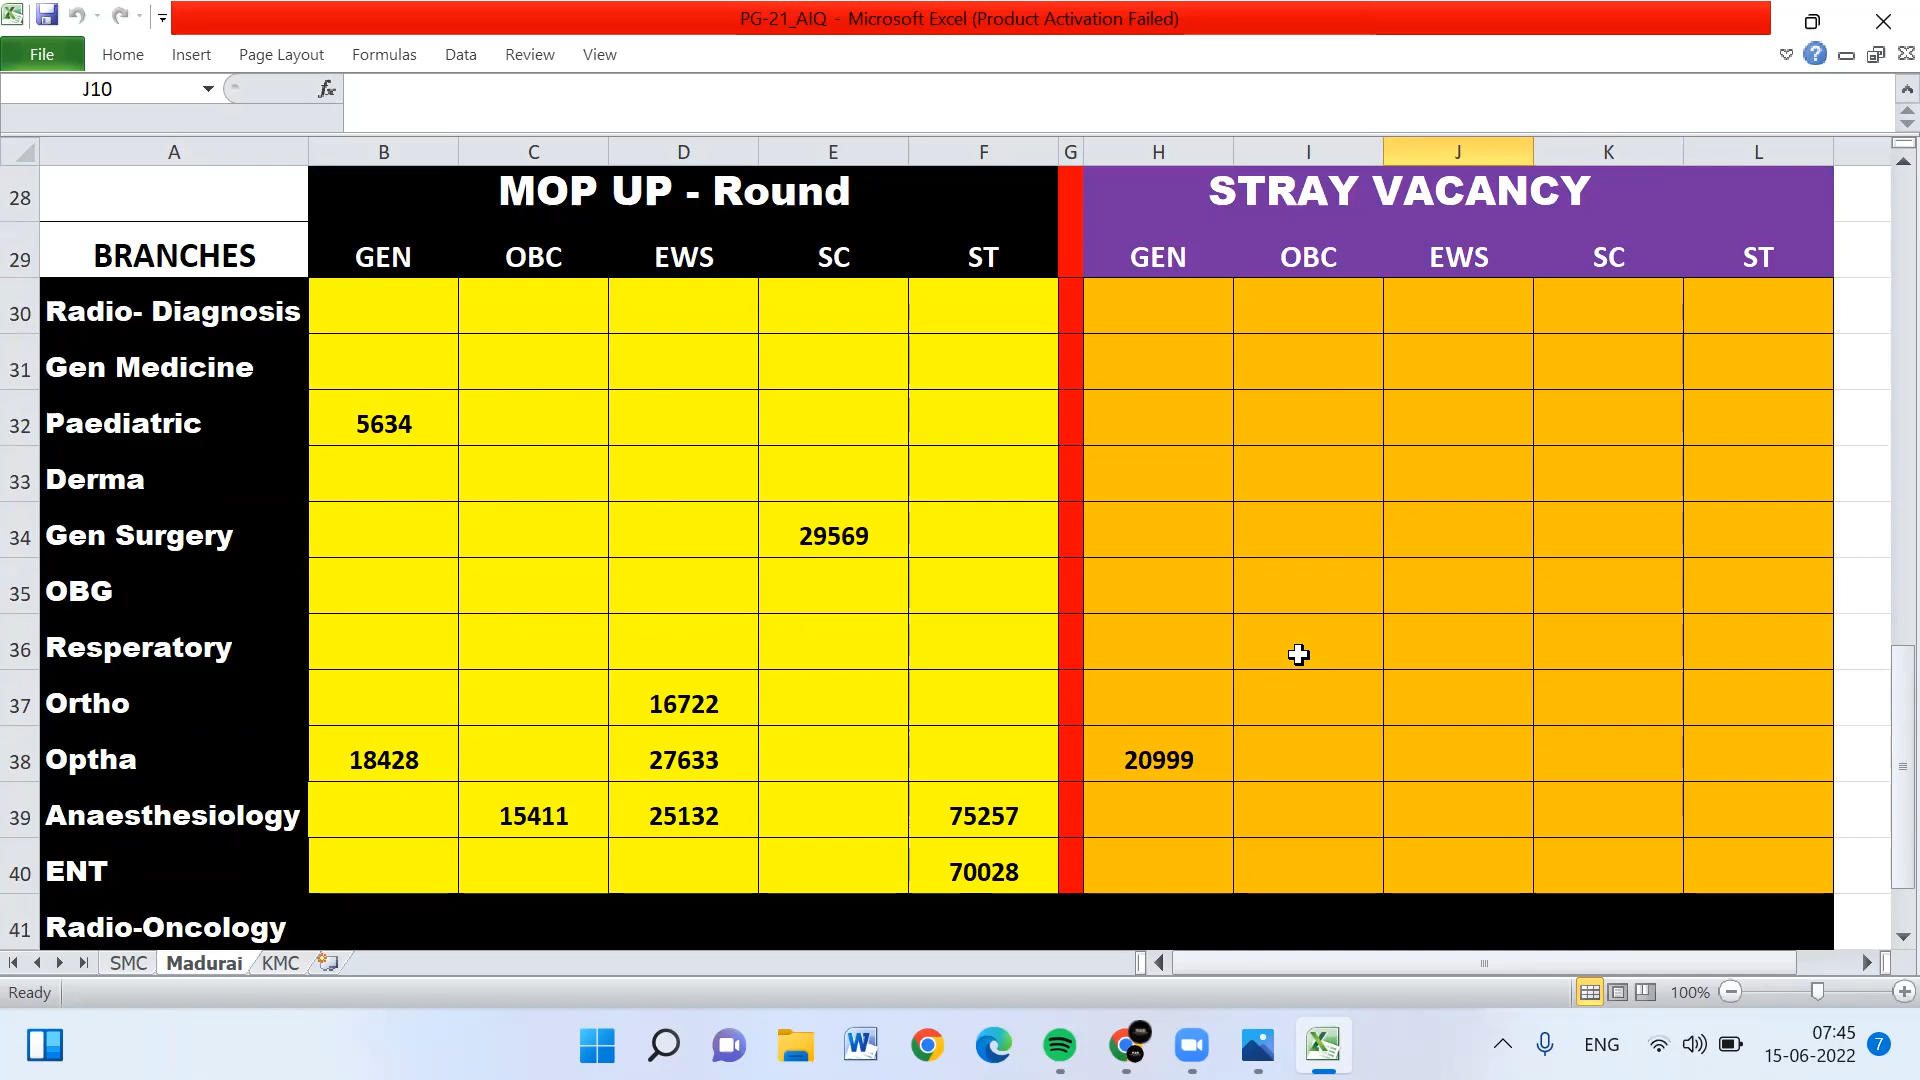 PG-21_AIQ - Microsoft Excel (Product Activation Failed)
File Home Insert Page Layout Formulas Data Review View
J10 fx
A B C D E F G H I J K L
28 MOP UP - Round STRAY VACANCY
29 BRANCHES GEN OBC EWS SC ST GEN OBC EWS SC ST
30 Radio- Diagnosis
31 Gen Medicine
32 Paediatric 5634
33 Derma
34 Gen Surgery 29569
35 OBG
36 Resperatory
37 Ortho 16722
38 Optha 18428 27633 20999
39 Anaesthesiology 15411 25132 75257
40 ENT 70028
41 Radio-Oncology
SMC Madurai KMC
Ready 100%
ENG 07:45 7
15-06-2022